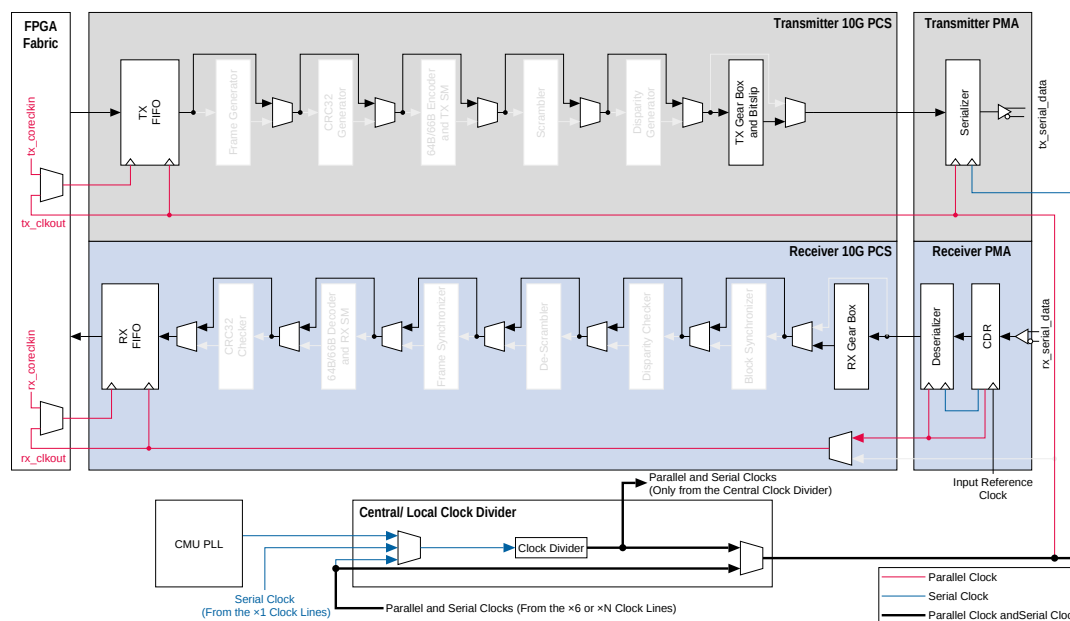 FPGA
Fabric
Transmitter 10G PCS
Transmitter PMA
tx_coreclkin
TX
FIFO
Frame Generator
CRC32
Generator
64B/66B Encoder
and TX SM
Scrambler
Disparity
Generator
TX Gear Box
and Bitslip
Serializer
tx_serial_data
tx_clkout
Receiver 10G PCS
Receiver PMA
rx_coreclkin
RX
FIFO
CRC32
Checker
64B/66B Decoder
and RX SM
Frame Synchronizer
De-Scrambler
Disparity Checker
Block Synchronizer
RX Gear Box
Deserializer
CDR
rx_serial_data
rx_clkout
Parallel and Serial Clocks
(Only from the Central Clock Divider)
Input Reference
Clock
Central/ Local Clock Divider
CMU PLL
Clock Divider
Serial Clock
(From the ×1 Clock Lines)
Parallel and Serial Clocks (From the ×6 or ×N Clock Lines)
Parallel Clock
Serial Clock
Parallel Clock andSerial Cloc